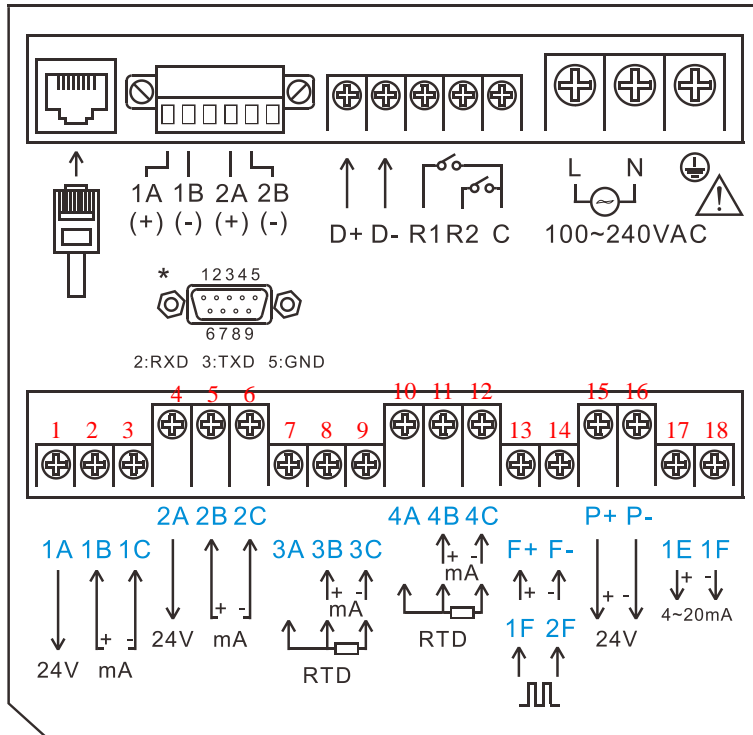 1A 1B 2A 2B
(+) (-) (+) (-)
D+ D- R1 R2 C
L N
100~240VAC
* 12345
6789
2:RXD 3:TXD 5:GND
1 2 3 4 5 6 7 8 9 10 11 12 13 14 15 16 17 18
2A 2B 2C 4A 4B 4C P+ P-
1A 1B 1C 3A 3B 3C F+ F- 1E 1F
+ - mA
+ - mA
+ -
+ -
+ -
4~20mA
+ -
24V mA
+ -
24V mA
RTD
RTD
1F 2F
24V